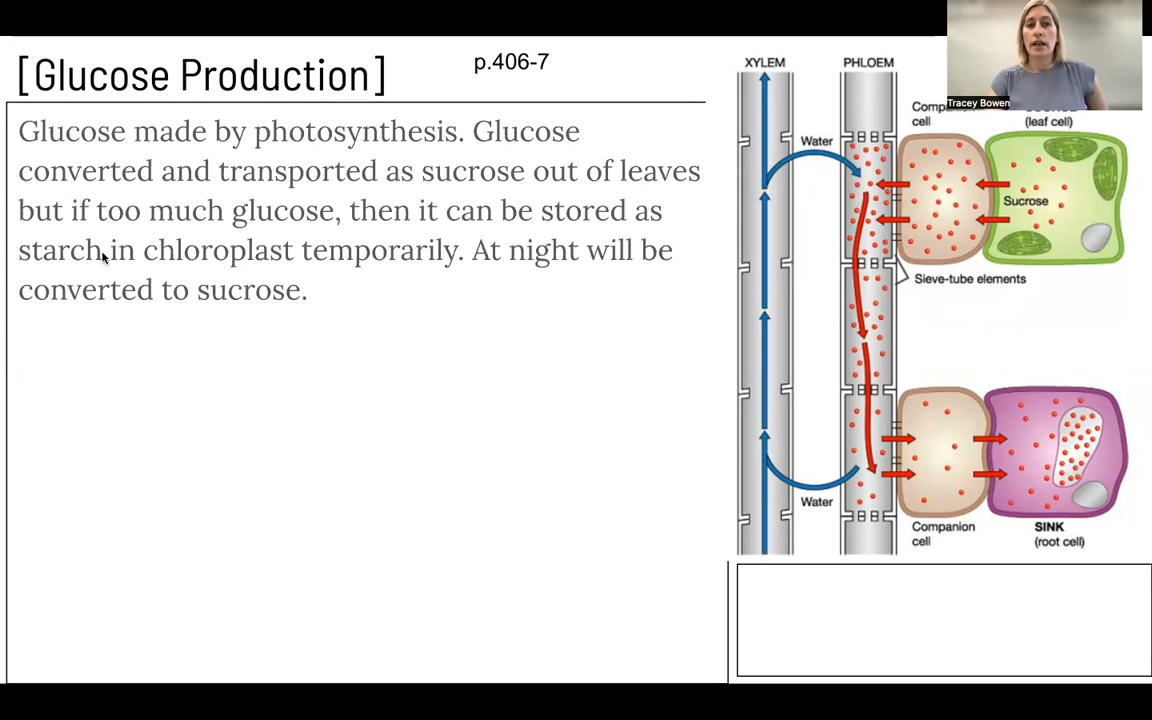 [Glucose Production]
p.406-7
Glucose made by photosynthesis. Glucose
converted and transported as sucrose out of leaves
but if too much glucose, then it can be stored as
starch in chloroplast temporarily. At night will be
converted to sucrose.
XYLEM
PHLOEM
Tracey Bowen
cell
(leaf cell)
Water
Sucrose
Sieve-tube elements
Water
Companion
cell
SINK
(root cell)